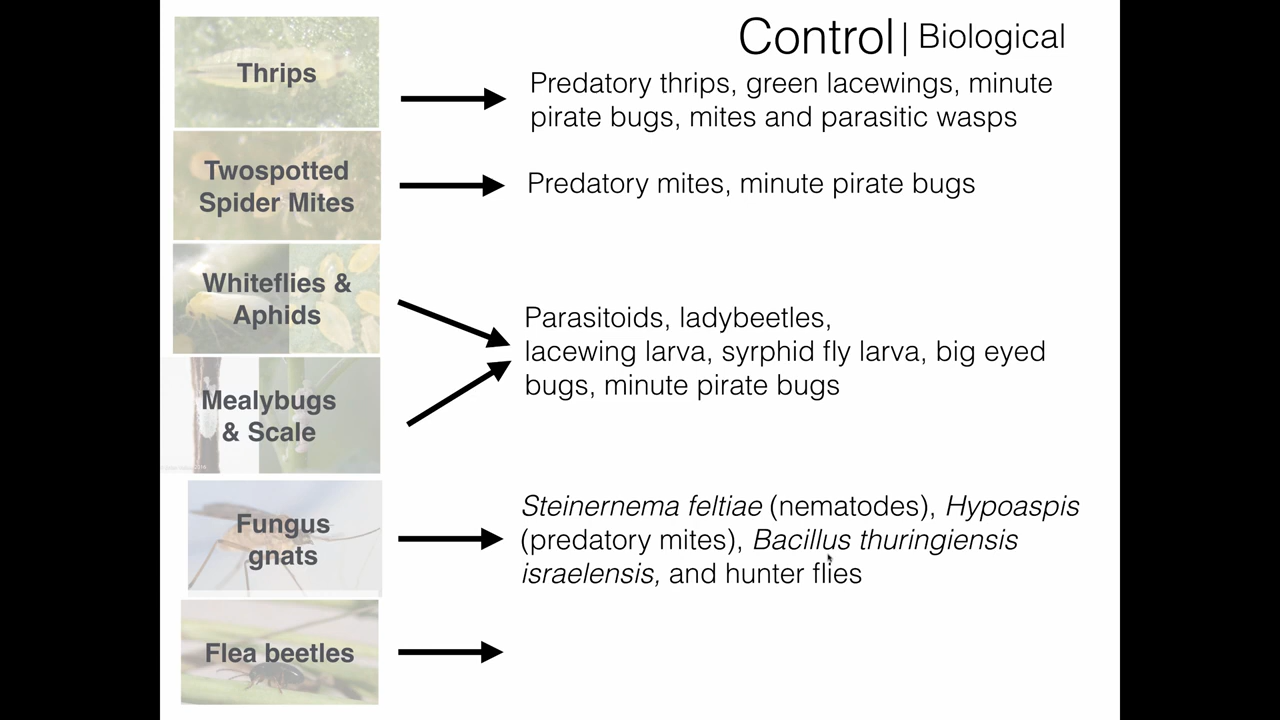 Control | Biological
Thrips
Predatory thrips, green lacewings, minute
pirate bugs, mites and parasitic wasps
Twospotted
Spider Mites
Predatory mites, minute pirate bugs
Whiteflies &
Aphids
Parasitoids, ladybeetles,
lacewing larva, syrphid fly larva, big eyed
bugs, minute pirate bugs
Mealybugs
& Scale
Fungus
gnats
Steinernema feltiae (nematodes), Hypoaspis
(predatory mites), Bacillus thuringiensis
israelensis, and hunter flies
Flea beetles